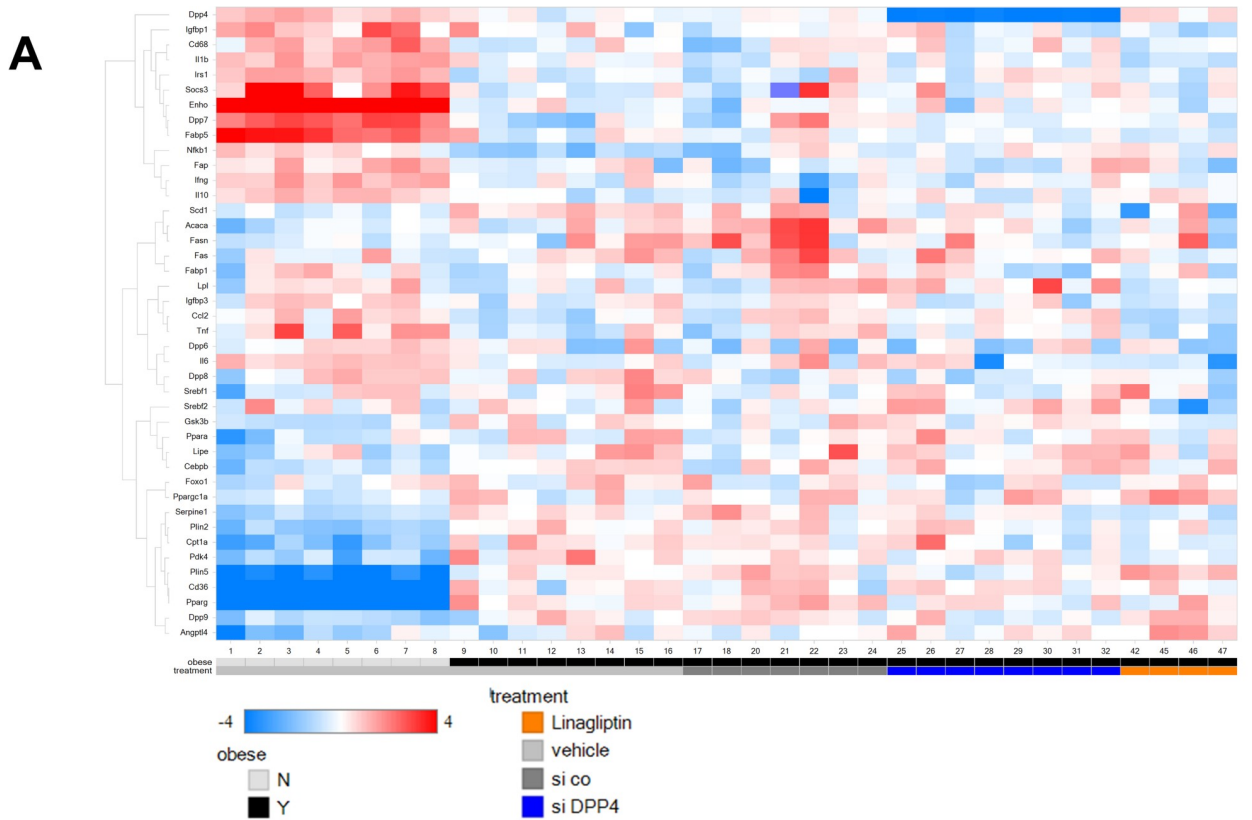 A
Dpp4
Igfbp1
Cd68
Il1b
Irs1
Socs3
Enho
Dpp7
Fabp5
Nfkb1
Fap
Ifng
Il10
Scd1
Acaca
Fasn
Fas
Fabp1
Lpl
Igfbp3
Ccl2
Tnf
Dpp6
Il6
Dpp8
Srebf1
Srebf2
Gsk3b
Ppara
Lipe
Cebpb
Foxo1
Ppargc1a
Serpine1
Plin2
Cpt1a
Pdk4
Plin5
Cd36
Pparg
Dpp9
Angptl4
1 2 3 4 5 6 7 8 9 10 11 12 13 14 15 16 17 18 19 20 21 22 23 24 25 26 27 28 29 30 31 32 42 45 46 47
obese
treatment
-4 4
obese
N
Y
treatment
Linagliptin
vehicle
si co
si DPP4